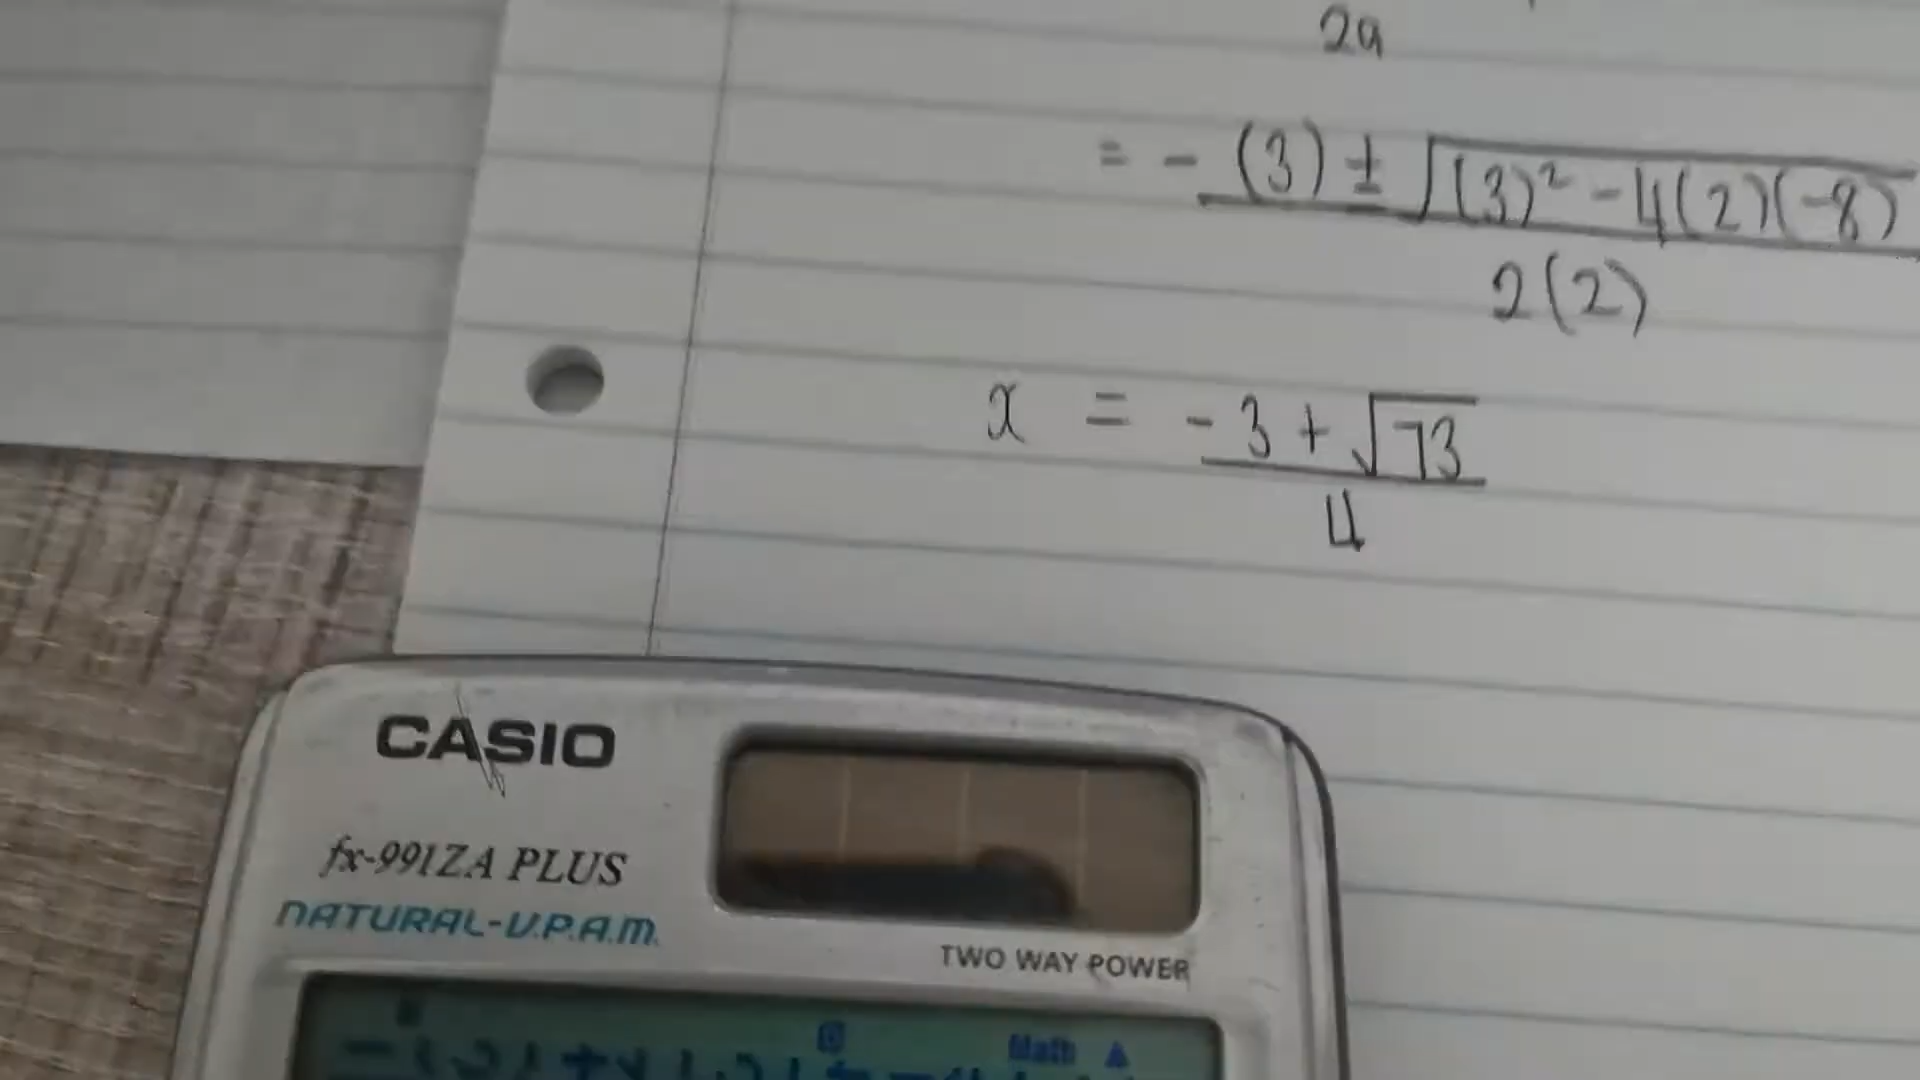 2a
= -(3) ± √(3)² - 4(2)(-8)
2(2)
x = -3 + √73
4
CASIO
fx-991ZA PLUS
NATURAL-V.P.A.M.
TWO WAY POWER
D Math ▲